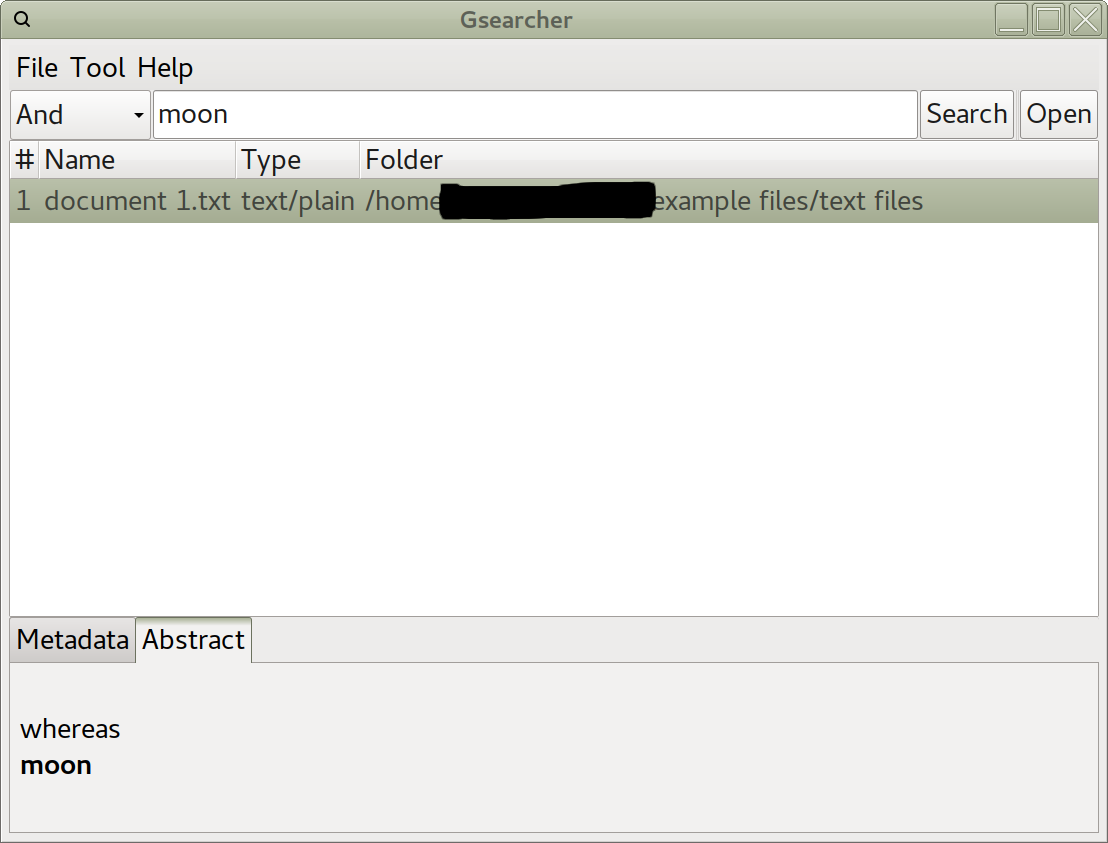 Gsearcher
File Tool Help
And moon Search Open
# Name Type Folder
1 document 1.txt text/plain /home example files/text files
Metadata Abstract
whereas
moon